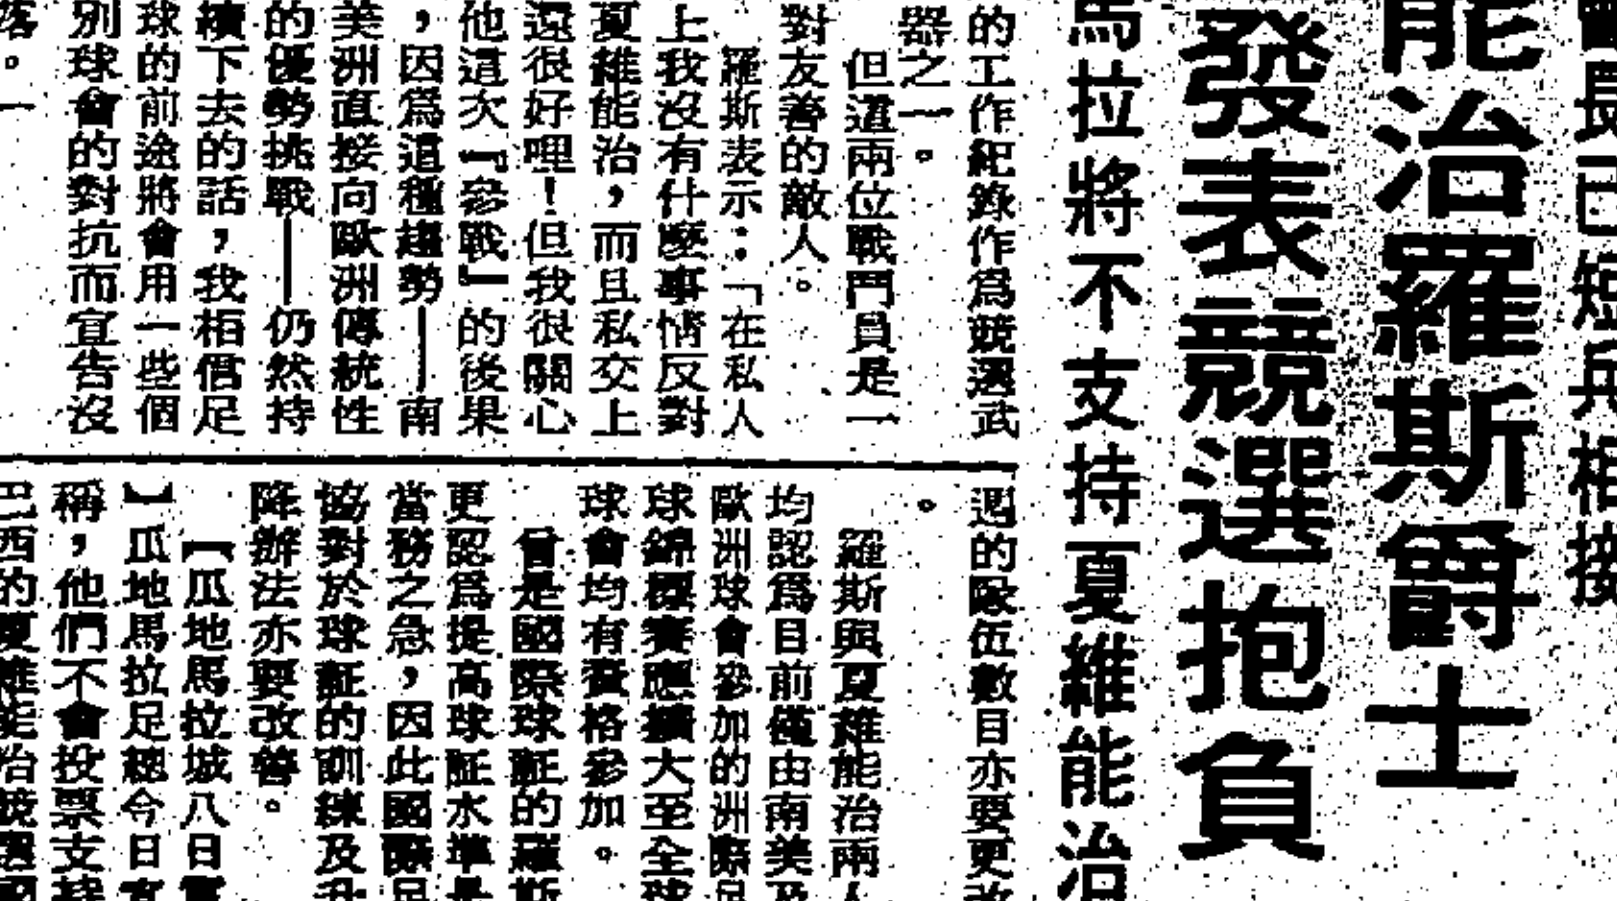 會長已短兵相接
能治羅斯爵士
發表競選抱負
馬拉將不支持夏維能治
的工作紀錄作爲競選武
器之一。
但這兩位戰鬥員是一
對友善的敵人。
羅斯表示：「在私人
上我沒有什麼事情反對
夏維能治，而且私交上
還很好哩！但我很關心
他這次『參戰』的後果
，因爲這種趨勢——南
美洲直接向歐洲傳統性
的優勢挑戰——仍然持
續下去的話，我相信足
球的前途將會用一些個
別球會的對抗而宣告沒
落。」
的隊伍數目亦要更改
。
羅斯與夏維能治兩人
均認爲目前僅由南美及
歐洲球會參加的洲際足
球錦標賽應擴大至全球
球會均有資格參加。
曾是國際球証的羅斯
更認爲提高球証水準是
當務之急，因此國際足
協對於球証的訓練及升
降辦法亦要改善。
【瓜地馬拉城八日電
】瓜地馬拉足總今日宣
稱，他們不會投票支持
巴西的夏維能治競選國